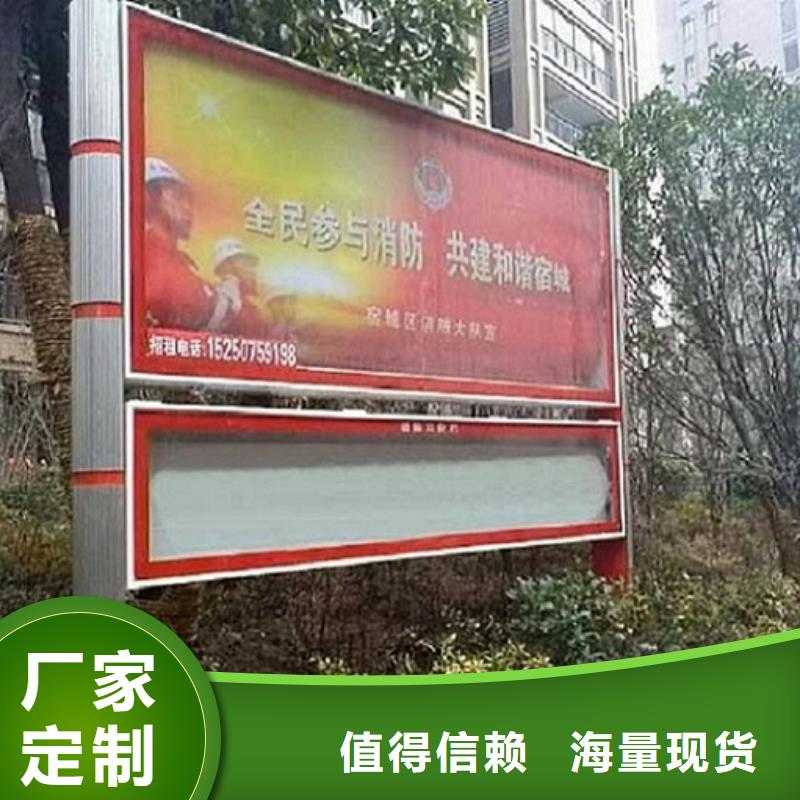 全民参与消防 共建和谐宿城
宿城区消防大队宣
招租电话:15250759198
厂家
定制
值得信赖 海量现货